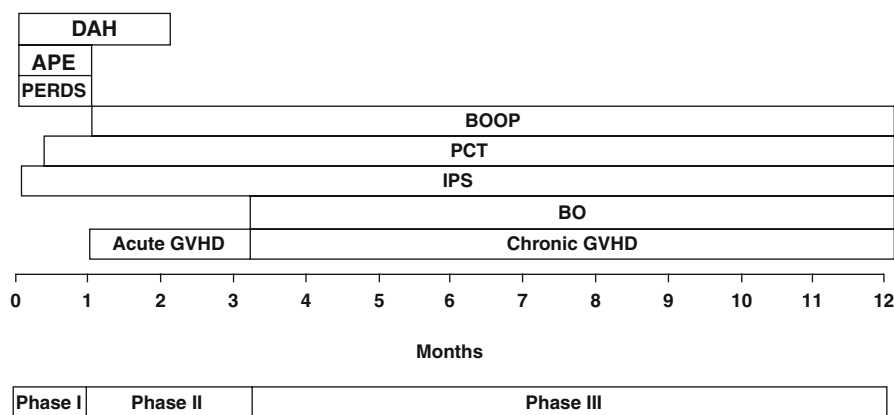 DAH
APE
PERDS
BOOP
PCT
IPS
BO
Acute GVHD Chronic GVHD
0 1 2 3 4 5 6 7 8 9 10 11 12
Months
Phase I Phase II Phase III